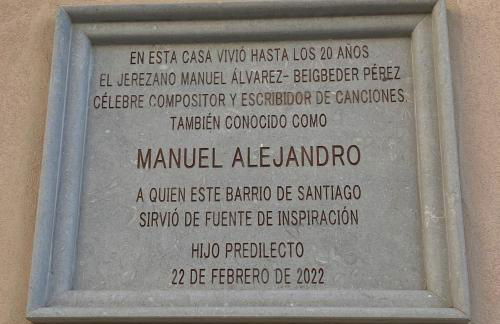 EN ESTA CASA VIVIÓ HASTA LOS 20 AÑOS
EL JEREZANO MANUEL ÁLVAREZ- BEIGBEDER PÉREZ
CÉLEBRE COMPOSITOR Y ESCRIBIDOR DE CANCIONES,
TAMBIÉN CONOCIDO COMO
MANUEL ALEJANDRO
A QUIEN ESTE BARRIO DE SANTIAGO
SIRVIÓ DE FUENTE DE INSPIRACIÓN
HIJO PREDILECTO
22 DE FEBRERO DE 2022